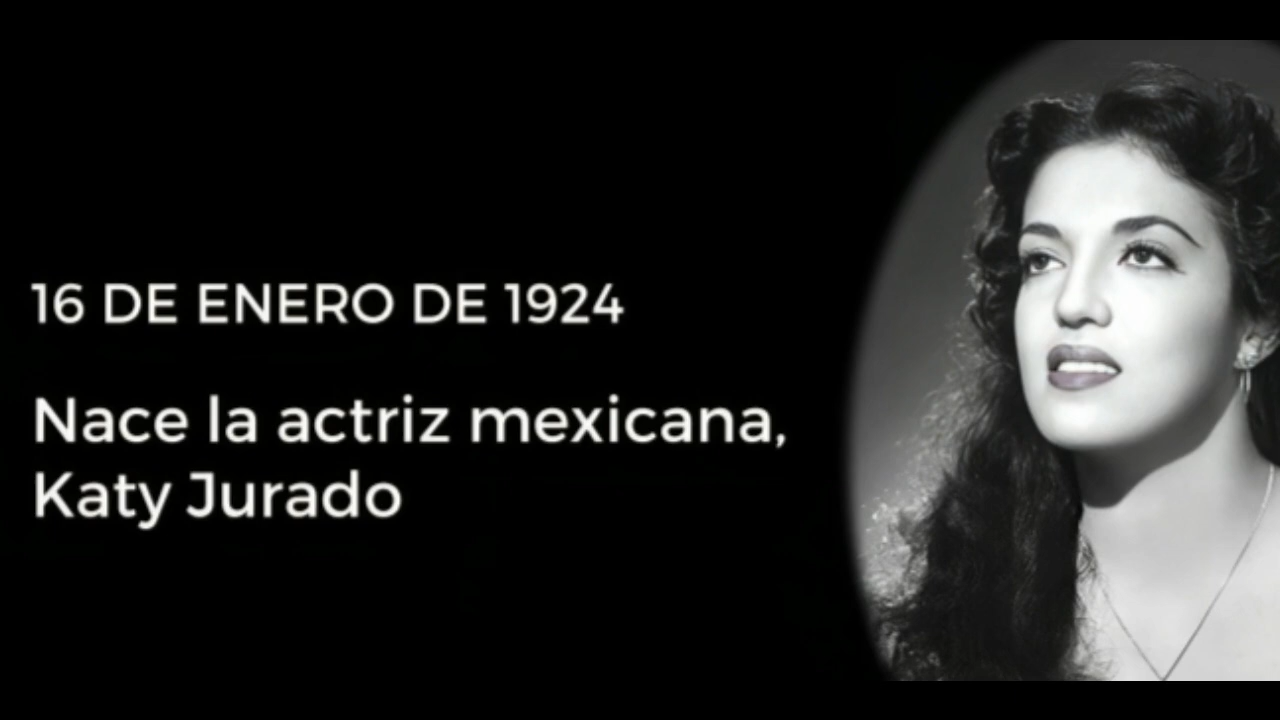 16 DE ENERO DE 1924
Nace la actriz mexicana,
Katy Jurado